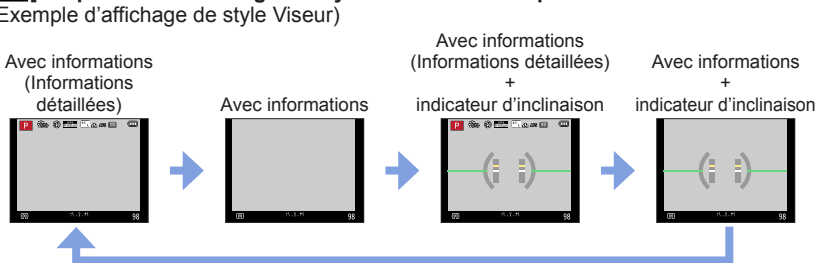 Exemple d'affichage de style Viseur)
Avec informations
(Informations
détaillées)
Avec informations
Avec informations
(Informations détaillées)
+
indicateur d'inclinaison
Avec informations
+
indicateur d'inclinaison
P
98
98
P
98
98